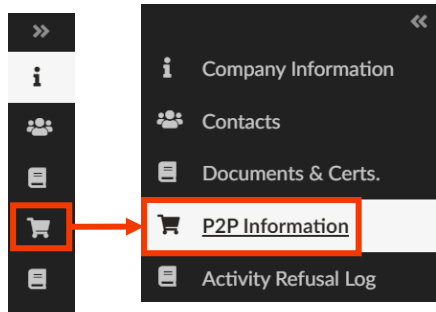 Company Information
Contacts
Documents & Certs.
P2P Information
Activity Refusal Log